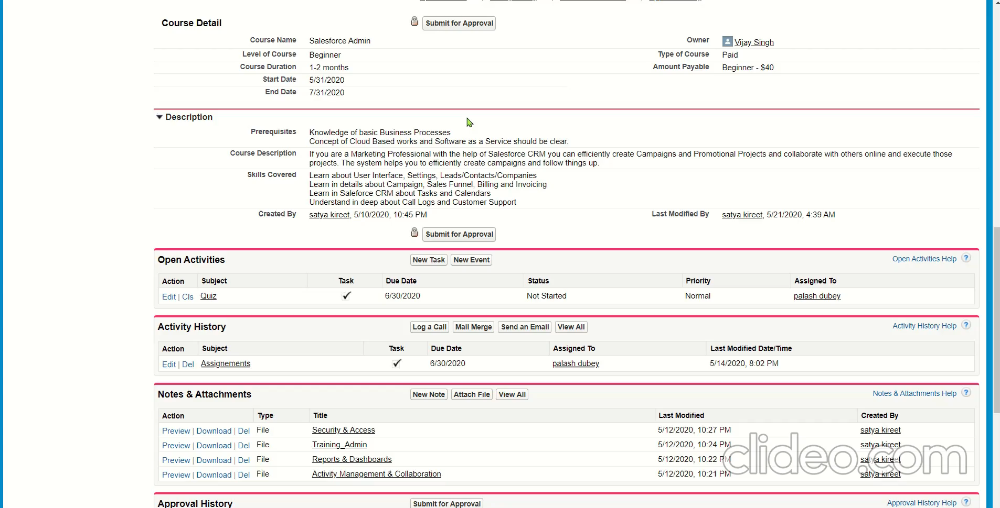 Course Detail Submit for Approval
Course Name Salesforce Admin Owner Vijay Singh
Level of Course Beginner Type of Course Paid
Course Duration 1-2 months Amount Payable Beginner - $40
Start Date 5/31/2020
End Date 7/31/2020
Description
Prerequisites Knowledge of basic Business Processes
Concept of Cloud Based works and Software as a Service should be clear.
Course Description If you are a Marketing Professional with the help of Salesforce CRM you can efficiently create Campaigns and Promotional Projects and collaborate with others online and execute those
projects. The system helps you to efficiently create campaigns and follow things up.
Skills Covered Learn about User Interface, Settings, Leads/Contacts/Companies
Learn in details about Campaign, Sales Funnel, Billing and Invoicing
Learn in Saleforce CRM about Tasks and Calendars
Understand in deep about Call Logs and Customer Support
Created By satya kireet, 5/10/2020, 10:45 PM Last Modified By satya kireet, 5/21/2020, 4:39 AM
Submit for Approval
Open Activities New Task New Event Open Activities Help ?
Action Subject Task Due Date Status Priority Assigned To
Edit | Cls Quiz 6/30/2020 Not Started Normal palash dubey
Activity History Log a Call Mail Merge Send an Email View All Activity History Help ?
Action Subject Task Due Date Assigned To Last Modified Date/Time
Edit | Del Assignements 6/30/2020 palash dubey 5/14/2020, 8:02 PM
Notes & Attachments New Note Attach File View All Notes & Attachments Help ?
Action Type Title Last Modified Created By
Preview | Download | Del File Security & Access 5/12/2020, 10:27 PM satya kireet
Preview | Download | Del File Training_Admin 5/12/2020, 10:24 PM satya kireet
Preview | Download | Del File Reports & Dashboards 5/12/2020, 10:22 PM satya kireet
Preview | Download | Del File Activity Management & Collaboration 5/12/2020, 10:21 PM satya kireet
clideo.com
Approval History Submit for Approval Approval History Help ?